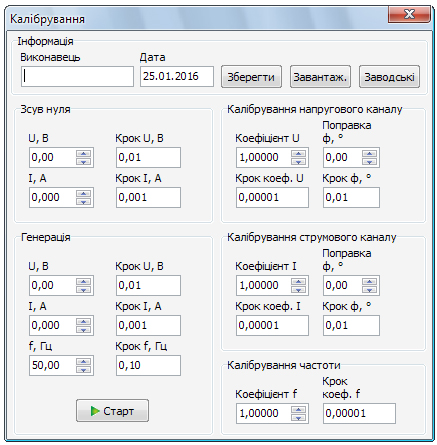 Калібрування
Інформація
Виконавець Дата
25.01.2016 Зберегти Завантаж. Заводські
Зсув нуля
U, В Крок U, В
0,00 0,01
I, А Крок I, А
0,000 0,001
Калібрування напругового каналу
Коефіцієнт U Поправка ф, °
1,00000 0,00
Крок коеф. U Крок ф, °
0,00001 0,01
Генерація
U, В Крок U, В
0,00 0,01
I, А Крок I, А
0,000 0,001
f, Гц Крок f, Гц
50,00 0,10
Старт
Калібрування струмового каналу
Коефіцієнт I Поправка ф, °
1,00000 0,00
Крок коеф. I Крок ф, °
0,00001 0,01
Калібрування частоти
Коефіцієнт f Крок коеф. f
1,00000 0,00001